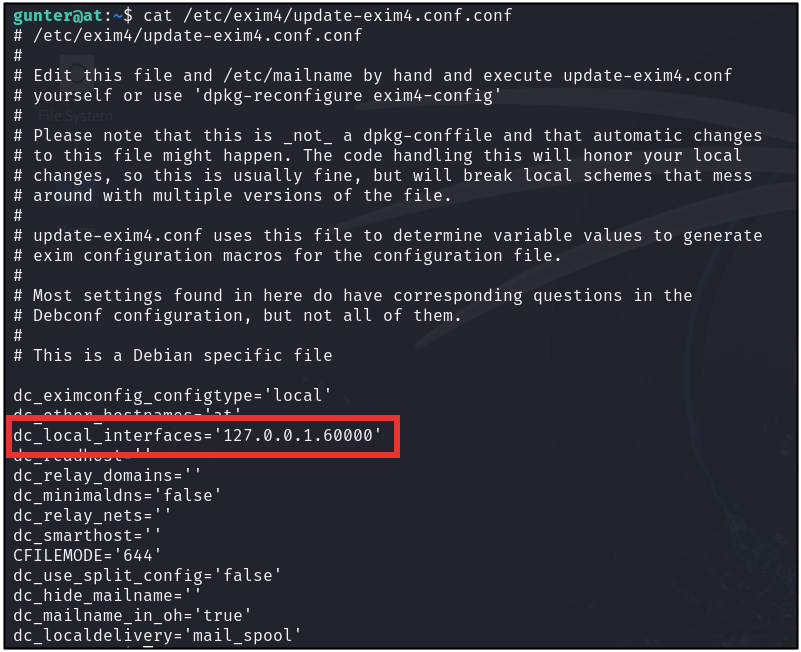 gunter@at:~$ cat /etc/exim4/update-exim4.conf.conf
# /etc/exim4/update-exim4.conf.conf
#
# Edit this file and /etc/mailname by hand and execute update-exim4.conf
# yourself or use 'dpkg-reconfigure exim4-config'
#
File System
# Please note that this is _not_ a dpkg-conffile and that automatic changes
# to this file might happen. The code handling this will honor your local
# changes, so this is usually fine, but will break local schemes that mess
# around with multiple versions of the file.
#
# update-exim4.conf uses this file to determine variable values to generate
# exim configuration macros for the configuration file.
#
# Most settings found in here do have corresponding questions in the
# Debconf configuration, but not all of them.
#
# This is a Debian specific file

dc_eximconfig_configtype='local'
dc_other_hostnames='at'
dc_local_interfaces='127.0.0.1.60000'
dc_readhost=''
dc_relay_domains=''
dc_minimaldns='false'
dc_relay_nets=''
dc_smarthost=''
CFILEMODE='644'
dc_use_split_config='false'
dc_hide_mailname=''
dc_mailname_in_oh='true'
dc_localdelivery='mail_spool'